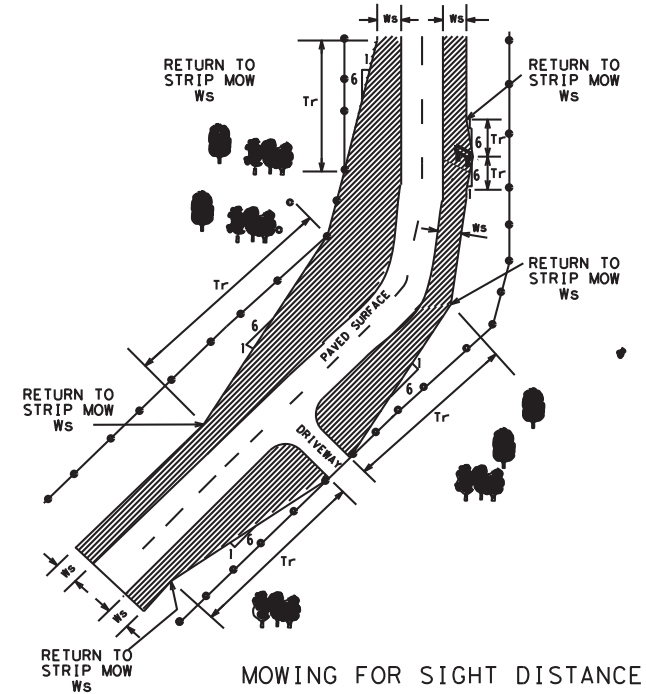 Ws
Ws
RETURN TO
STRIP MOW
Ws
1
6
Tr
RETURN TO
STRIP MOW
Ws
6
Tr
6
Tr
1
Ws
RETURN TO
STRIP MOW
Ws
Tr
6
1
PAVED SURFACE
1
6
Tr
RETURN TO
STRIP MOW
Ws
DRIVEWAY
6
1
Tr
Ws
Ws
RETURN TO
STRIP MOW
Ws
MOWING FOR SIGHT DISTANCE